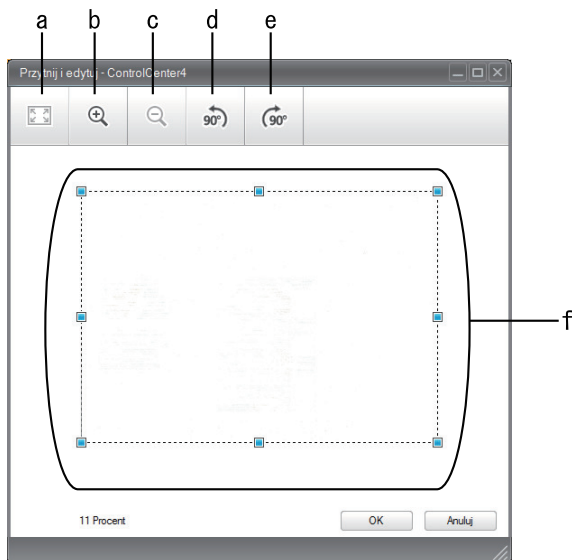 a b c d e
Przytnij i edytuj - ControlCenter4
90° 90°
f
11 Procent OK Anuluj